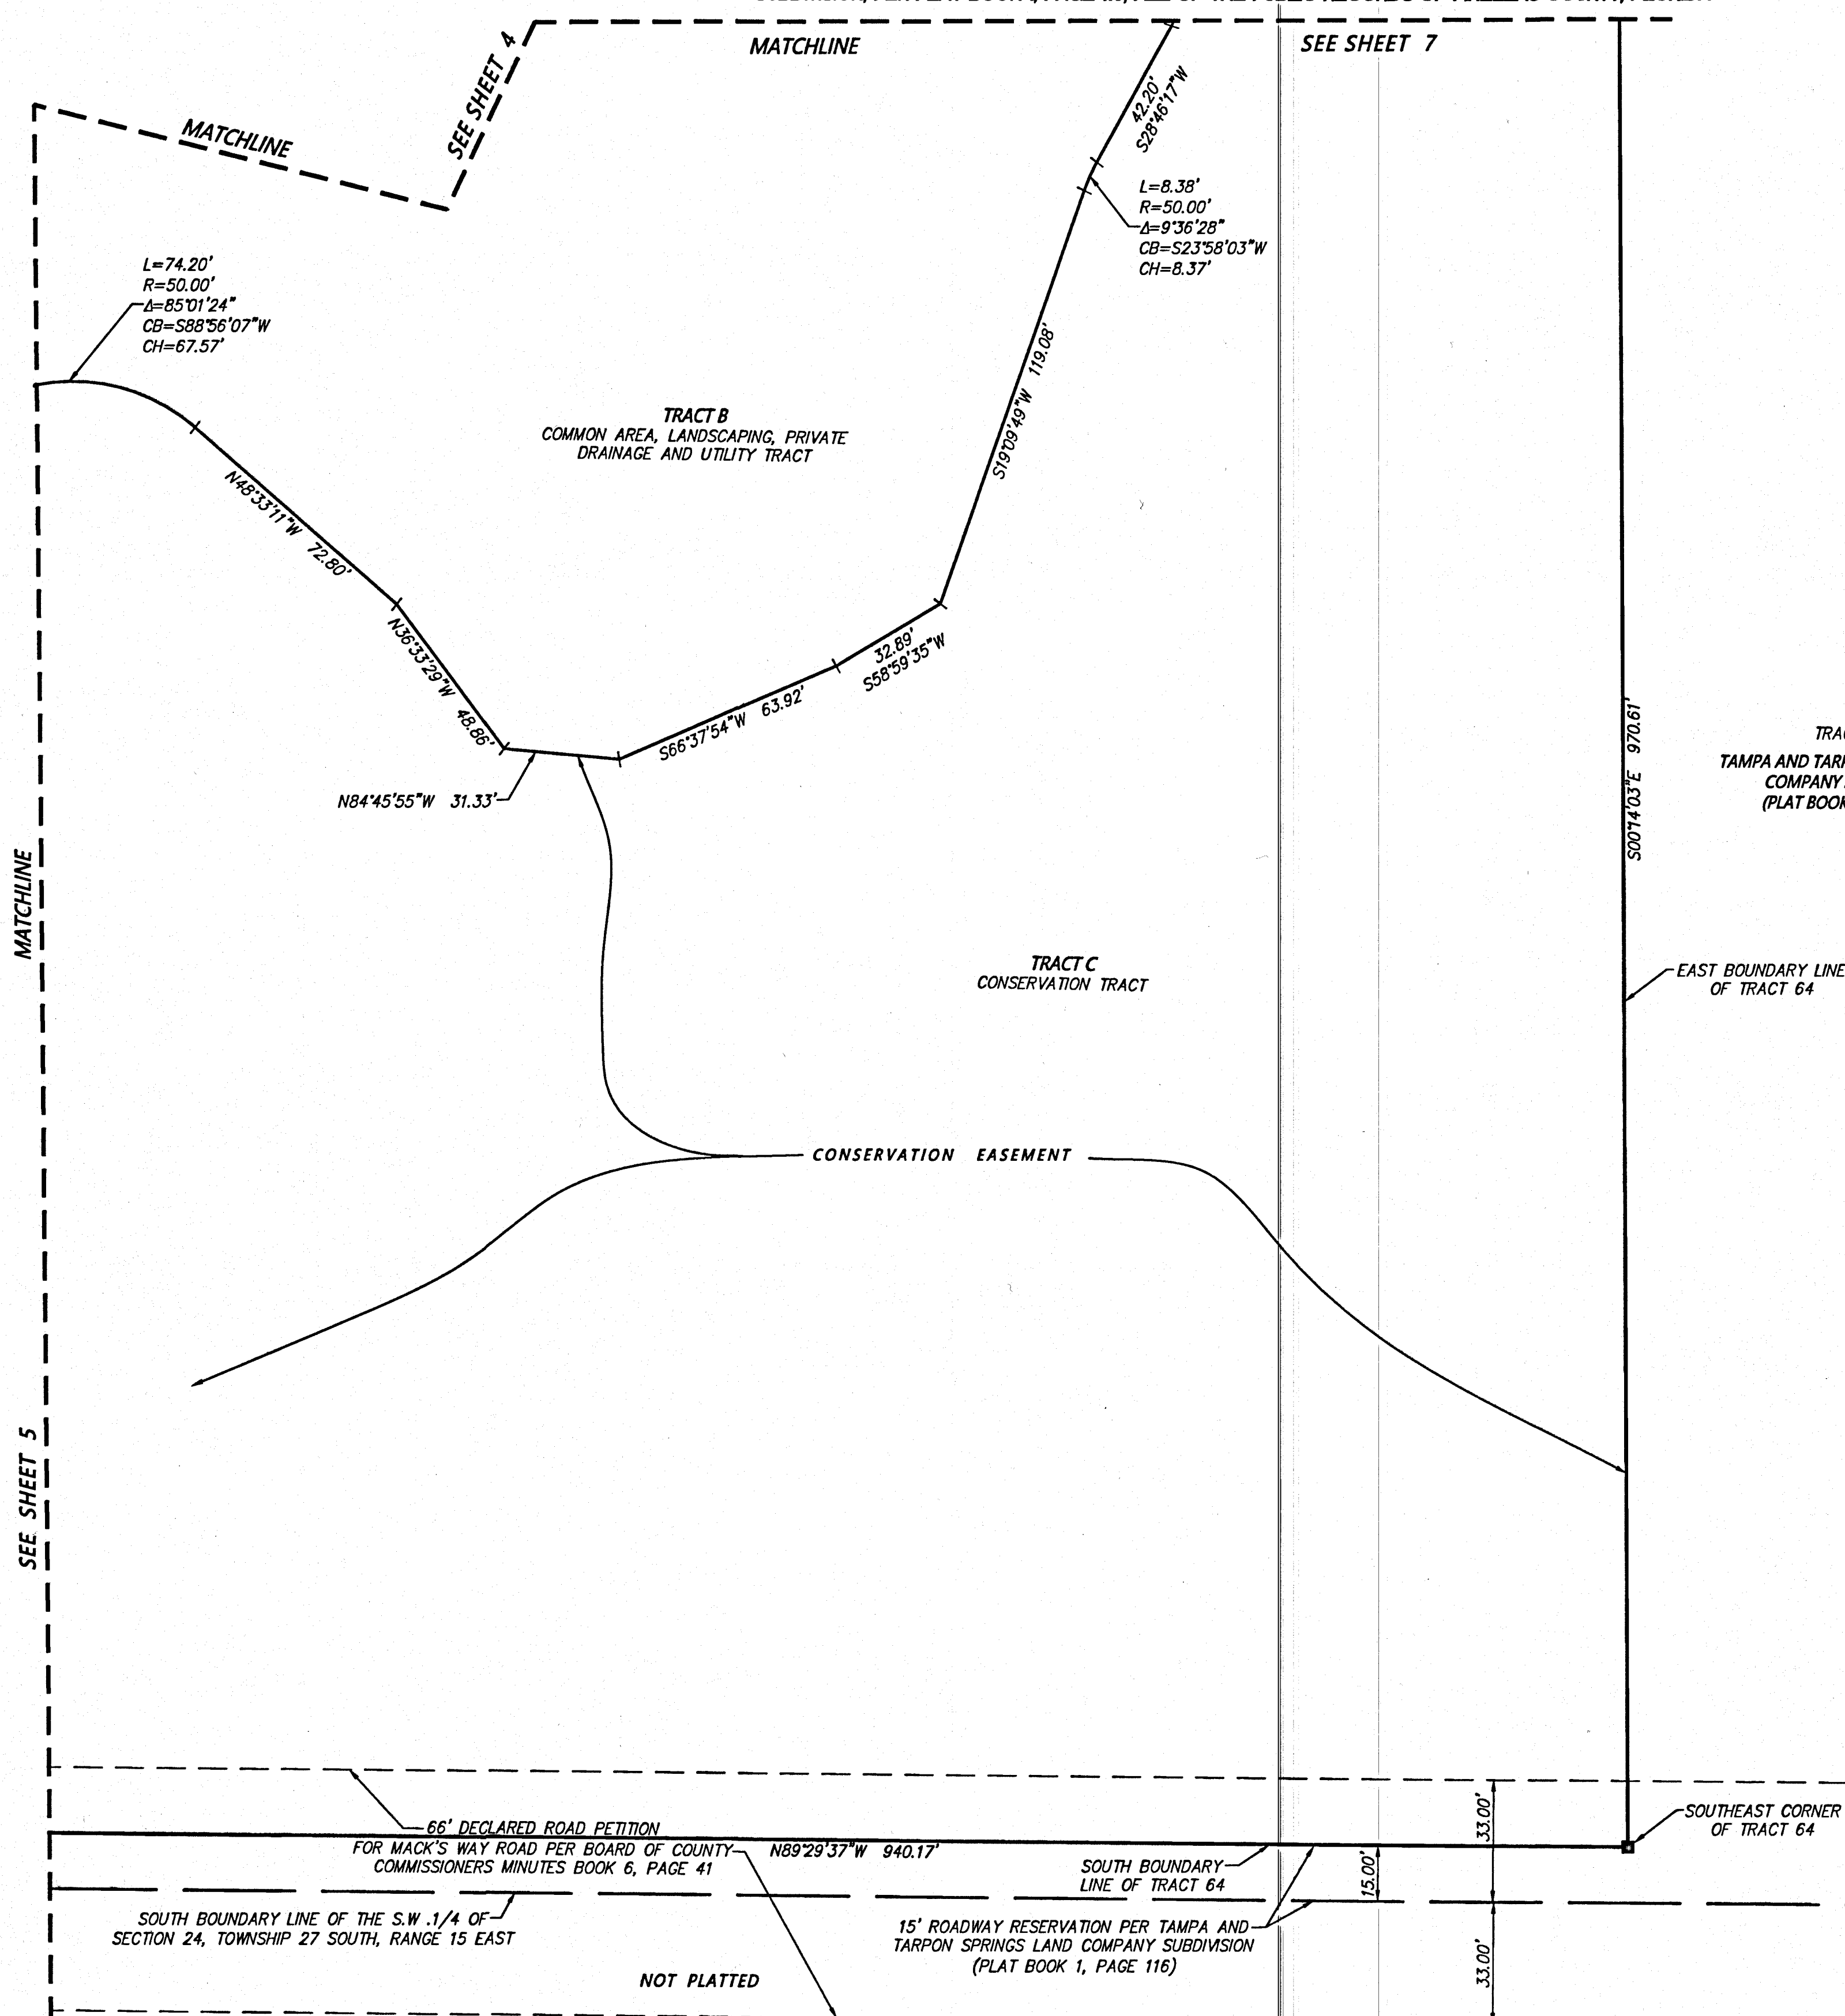 MATCHLINE
SEE SHEET 7
SEE SHEET 4
MATCHLINE
42.20'
S28°46'17"W
L=8.38'
R=50.00'
Δ=9°36'28"
CB=S23°58'03"W
CH=8.37'
L=74.20'
R=50.00'
Δ=85°01'24"
CB=S88°56'07"W
CH=67.57'
S19°09'49"W 119.08'
TRACT B
COMMON AREA, LANDSCAPING, PRIVATE
DRAINAGE AND UTILITY TRACT
N48°33'11"W 72.80'
N36°33'29"W 48.86'
32.89'
S58°59'35"W
S66°37'54"W 63.92'
N84°45'55"W 31.33'
S00°14'03"E 970.61'
TAMPA AND
COMPANY
(PLAT BOOK
MATCHLINE
SEE SHEET 5
TRACT C
CONSERVATION TRACT
EAST BOUNDARY LINE
OF TRACT 64
CONSERVATION EASEMENT
66' DECLARED ROAD PETITION
FOR MACK'S WAY ROAD PER BOARD OF COUNTY
COMMISSIONERS MINUTES BOOK 6, PAGE 41
N89°29'37"W 940.17'
SOUTH BOUNDARY
LINE OF TRACT 64
33.00'
15.00'
SOUTHEAST CORNER
OF TRACT 64
SOUTH BOUNDARY LINE OF THE S.W .1/4 OF
SECTION 24, TOWNSHIP 27 SOUTH, RANGE 15 EAST
15' ROADWAY RESERVATION PER TAMPA AND
TARPON SPRINGS LAND COMPANY SUBDIVISION
(PLAT BOOK 1, PAGE 116)
33.00'
NOT PLATTED